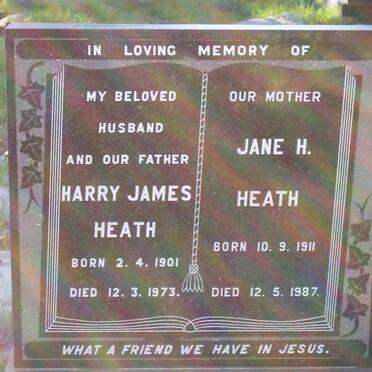 IN LOVING MEMORY OF
MY BELOVED
HUSBAND
AND OUR FATHER
HARRY JAMES
HEATH
BORN 2.4.1901
DIED 12.3.1973.
OUR MOTHER
JANE H.
HEATH
BORN 10.9.1911
DIED 12.5.1987.
WHAT A FRIEND WE HAVE IN JESUS.